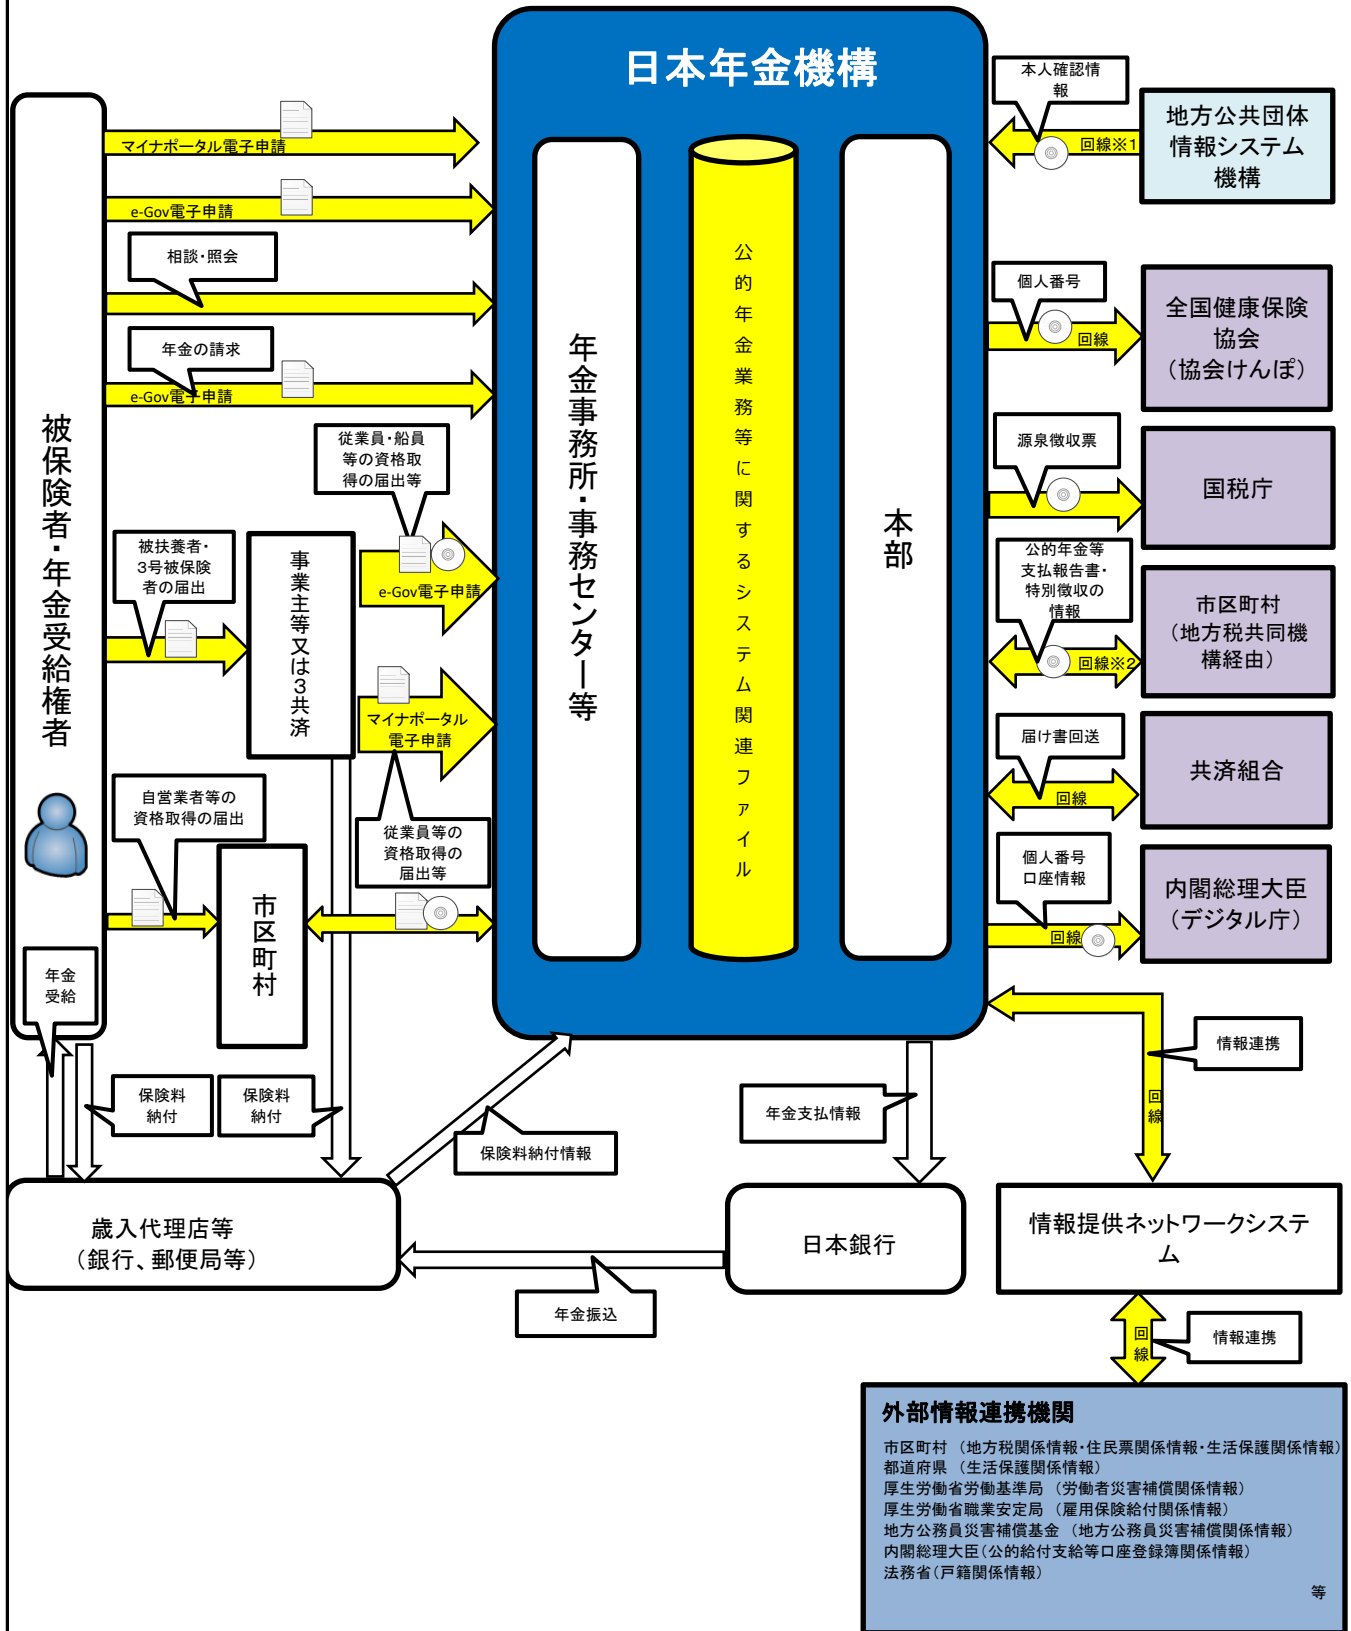 日本年金機構
被保険者・年金受給権者
マイナポータル電子申請
e-Gov電子申請
相談・照会
年金の請求
e-Gov電子申請
従業員・船員
等の資格取
得の届出等
被扶養者・
3号被保険
者の届出
事業主等又は3共済
e-Gov電子申請
マイナポータル
電子申請
従業員等の
資格取得の
届出等
自営業者等の
資格取得の届出
市区町村
年金事務所・事務センター等
公的年金業務等に関するシステム関連ファイル
本部
本人確認情
報
回線※1
地方公共団体
情報システム
機構
個人番号
回線
全国健康保険
協会
（協会けんぽ）
源泉徴収票
国税庁
公的年金等
支払報告書・
特別徴収の
情報
回線※2
市区町村
（地方税共同機
構経由）
届け書回送
回線
共済組合
個人番号
口座情報
回線
内閣総理大臣
（デジタル庁）
年金
受給
保険料
納付
保険料
納付
保険料納付情報
年金支払情報
情報連携
回線
歳入代理店等
（銀行、郵便局等）
日本銀行
年金振込
情報提供ネットワークシステ
ム
回線
情報連携
外部情報連携機関
市区町村 （地方税関係情報・住民票関係情報・生活保護関係情報）
都道府県 （生活保護関係情報）
厚生労働省労働基準局 （労働者災害補償関係情報）
厚生労働省職業安定局 （雇用保険給付関係情報）
地方公務員災害補償基金 （地方公務員災害補償関係情報）
内閣総理大臣（公的給付支給等口座登録簿関係情報）
法務省（戸籍関係情報）
等